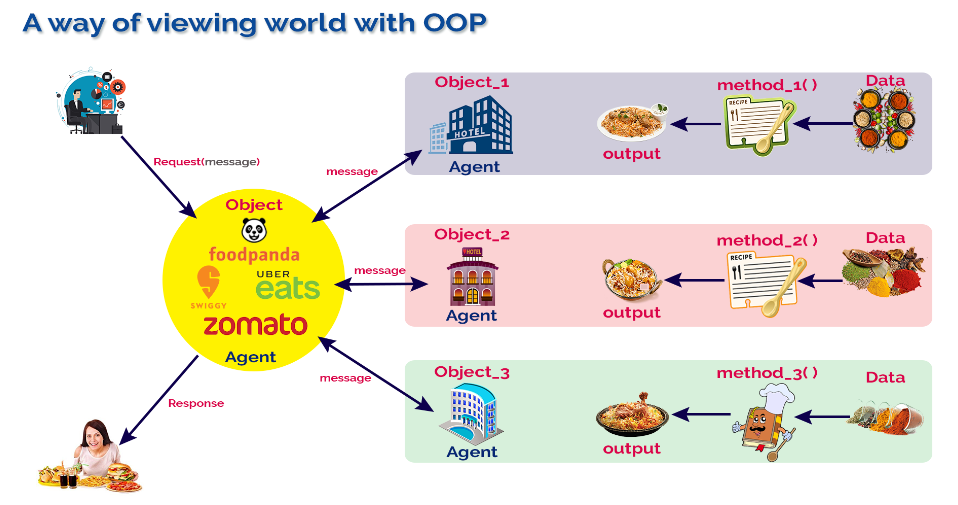 A way of viewing world with OOP
Request(message)
Object
foodpanda
UBER
eats
SWIGGY
zomato
Agent
Response
message
message
message
Object_1
HOTEL
Agent
output
method_1( )
RECIPE
Data
Object_2
HOTEL
Agent
output
method_2( )
RECIPE
Data
Object_3
Agent
output
method_3( )
Data